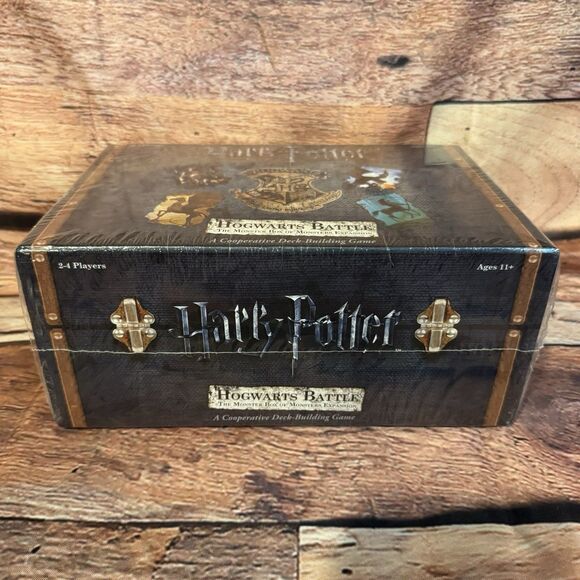 Harry Potter
Hogwarts Battle
The Monster Box of Monsters Expansion
A Cooperative Deck-Building Game
2-4 Players
Ages 11+
Harry Potter
Hogwarts Battle
The Monster Box of Monsters Expansion
A Cooperative Deck-Building Game